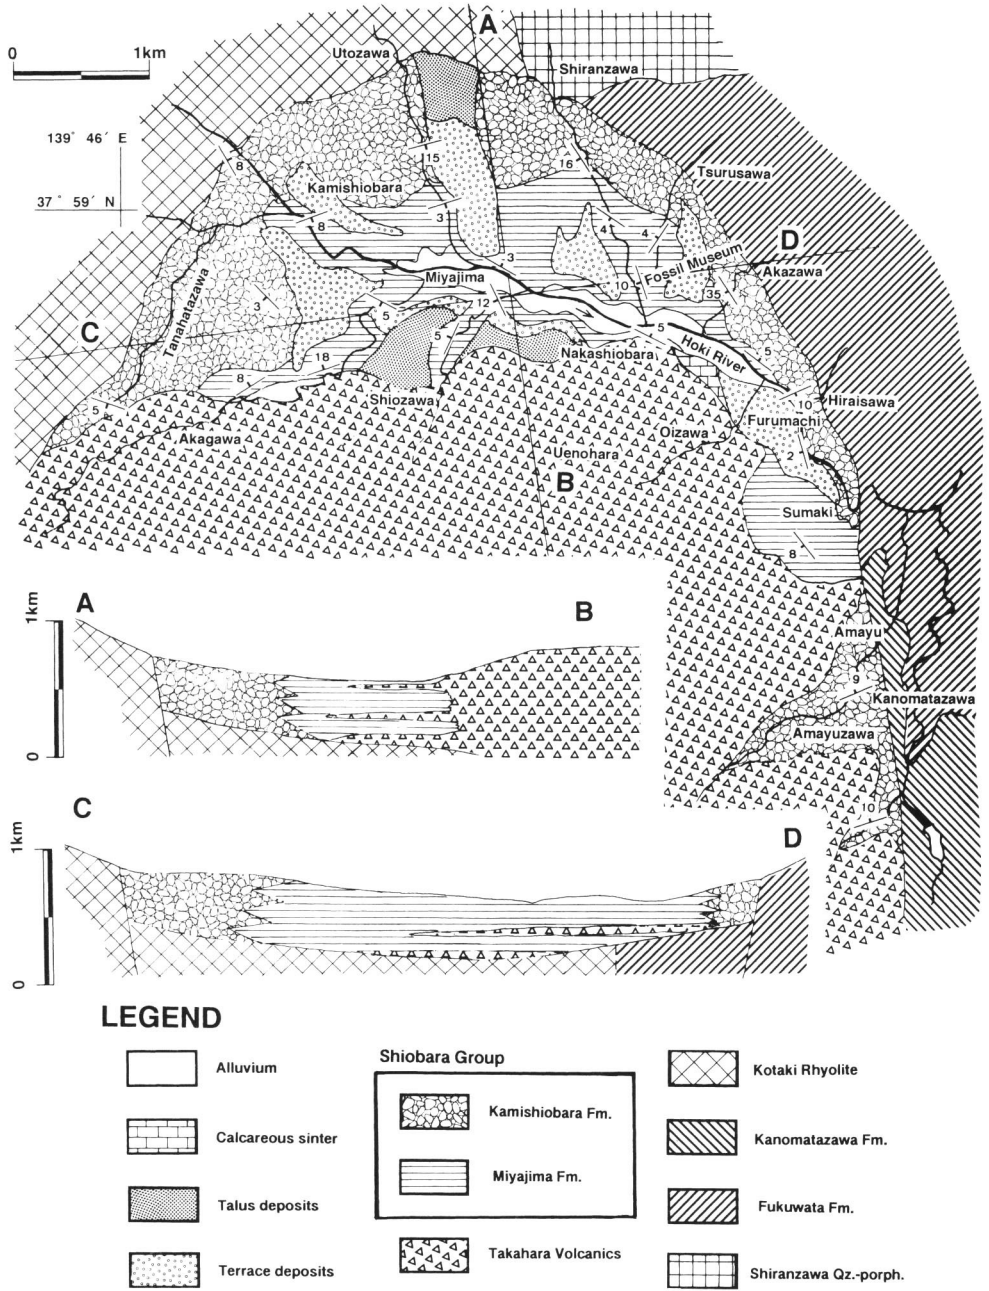 A
0 1km
Utozawa
Shiranzawa
139° 46′ E
15
16
8
Tsurusawa
Kamishiobara
37° 59′ N
3
8
4
4
D
3
Fossil Museum
Akazawa
Miyajima
10
35
Tanahatazawa
3
12
C
5
5
5
Hoki River
5
Nakashiobara
18
8
Shiozawa
10
Hiraisawa
5
Furumachi
Akagawa
Oizawa
Uenohara
2
B
Sumaki
8
1km
A
B
Amayu
9
Kanomatazawa
Amayuzawa
0
C
10
1km
D
0
LEGEND
Alluvium
Shiobara Group
Kotaki Rhyolite
Calcareous sinter
Kamishiobara Fm.
Kanomatazawa Fm.
Talus deposits
Miyajima Fm.
Fukuwata Fm.
Terrace deposits
Takahara Volcanics
Shiranzawa Qz.-porph.